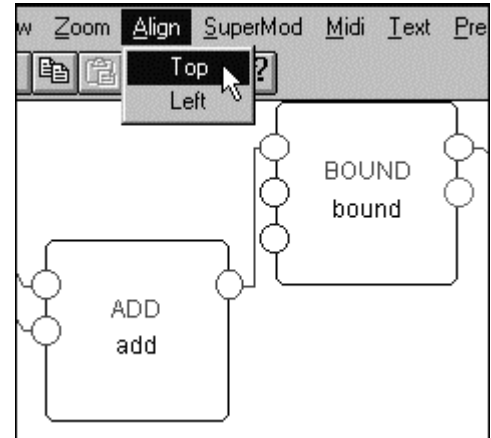 w Zoom Align SuperMod Midi Text Pre
Top
?
Left
BOUND
bound
ADD
add